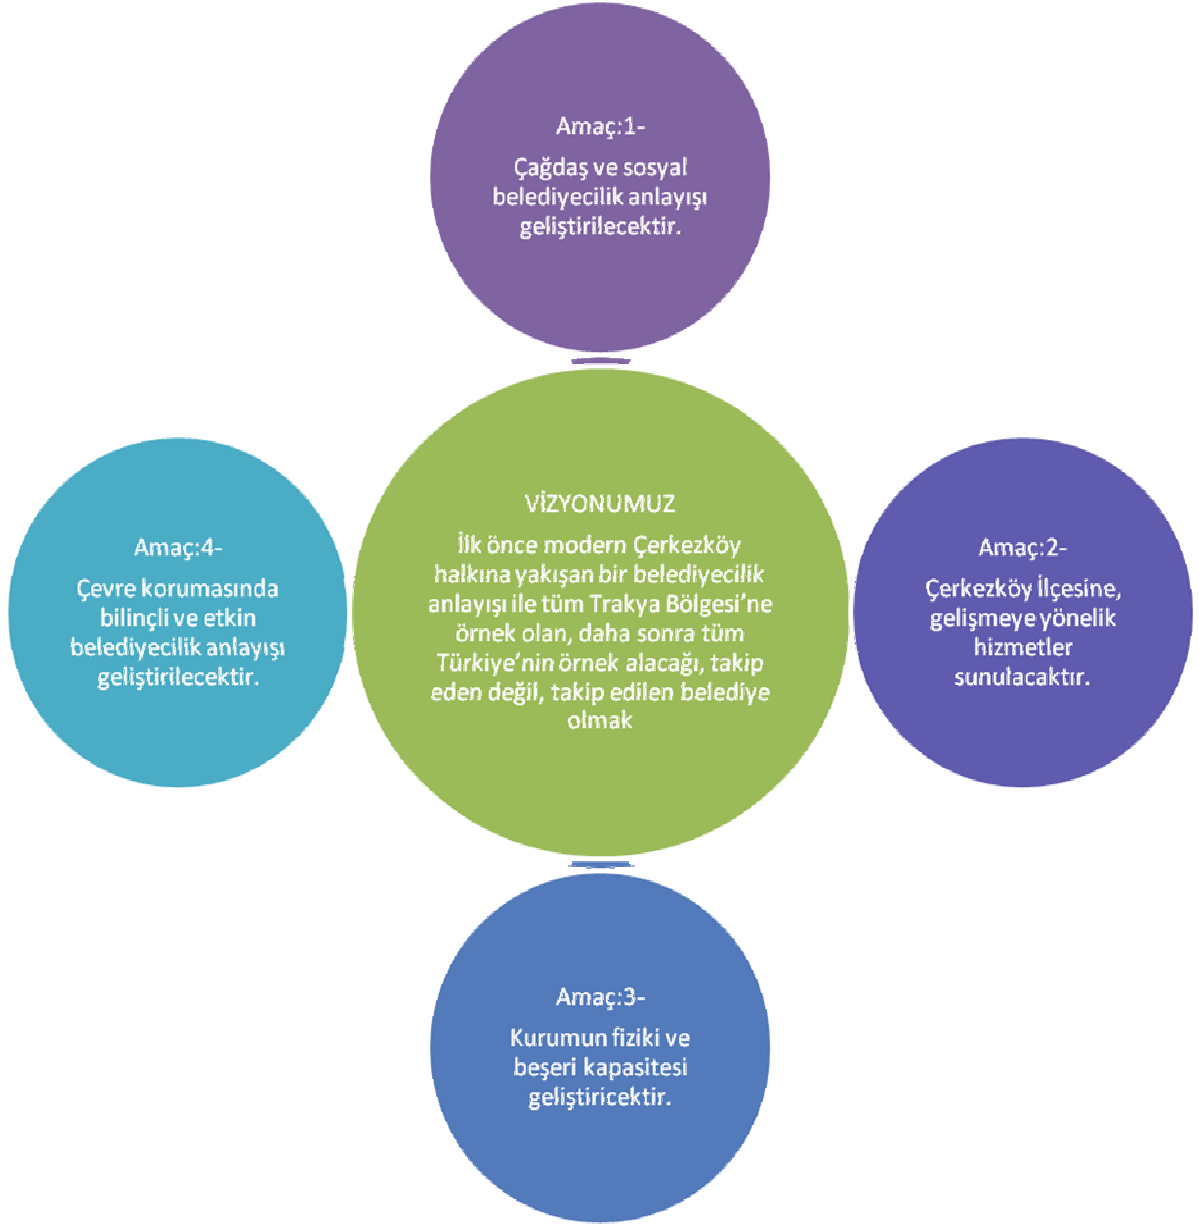 Amaç:1-
Çağdaş ve sosyal
belediyecilik anlayışı
geliştirilecektir.
VİZYONUMUZ
İlk önce modern Çerkezköy
halkına yakışan bir belediyecilik
anlayışı ile tüm Trakya Bölgesi’ne
örnek olan, daha sonra tüm
Türkiye’nin örnek alacağı, takip
eden değil, takip edilen belediye
olmak
Amaç:2-
Çerkezköy İlçesine,
gelişmeye yönelik
hizmetler
sunulacaktır.
Amaç:3-
Kurumun fiziki ve
beşeri kapasitesi
geliştiricektir.
Amaç:4-
Çevre korumasında
bilinçli ve etkin
belediyecilik anlayışı
geliştirilecektir.